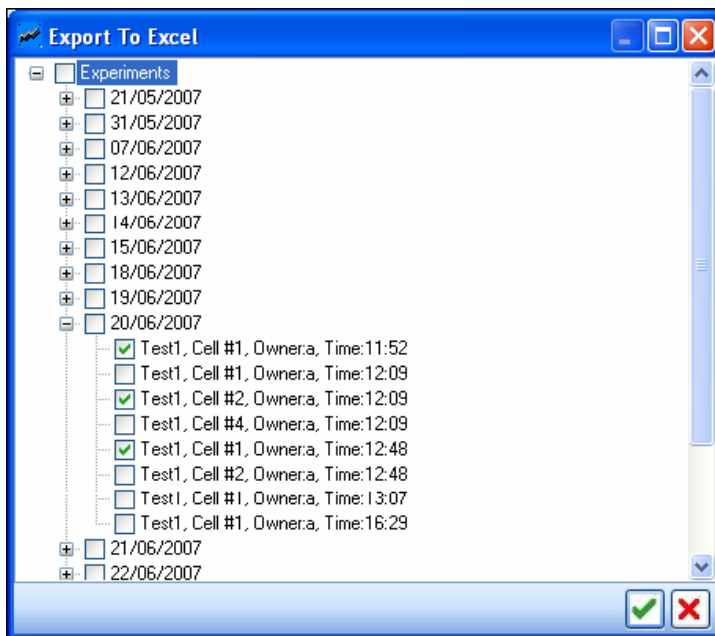 Export To Excel
Experiments
21/05/2007
31/05/2007
07/06/2007
12/06/2007
13/06/2007
14/06/2007
15/06/2007
18/06/2007
19/06/2007
20/06/2007
Test1, Cell #1, Owner:a, Time:11:52
Test1, Cell #1, Owner:a, Time:12:09
Test1, Cell #2, Owner:a, Time:12:09
Test1, Cell #4, Owner:a, Time:12:09
Test1, Cell #1, Owner:a, Time:12:48
Test1, Cell #2, Owner:a, Time:12:48
Test1, Cell #1, Owner:a, Time:13:07
Test1, Cell #1, Owner:a, Time:16:29
21/06/2007
22/06/2007